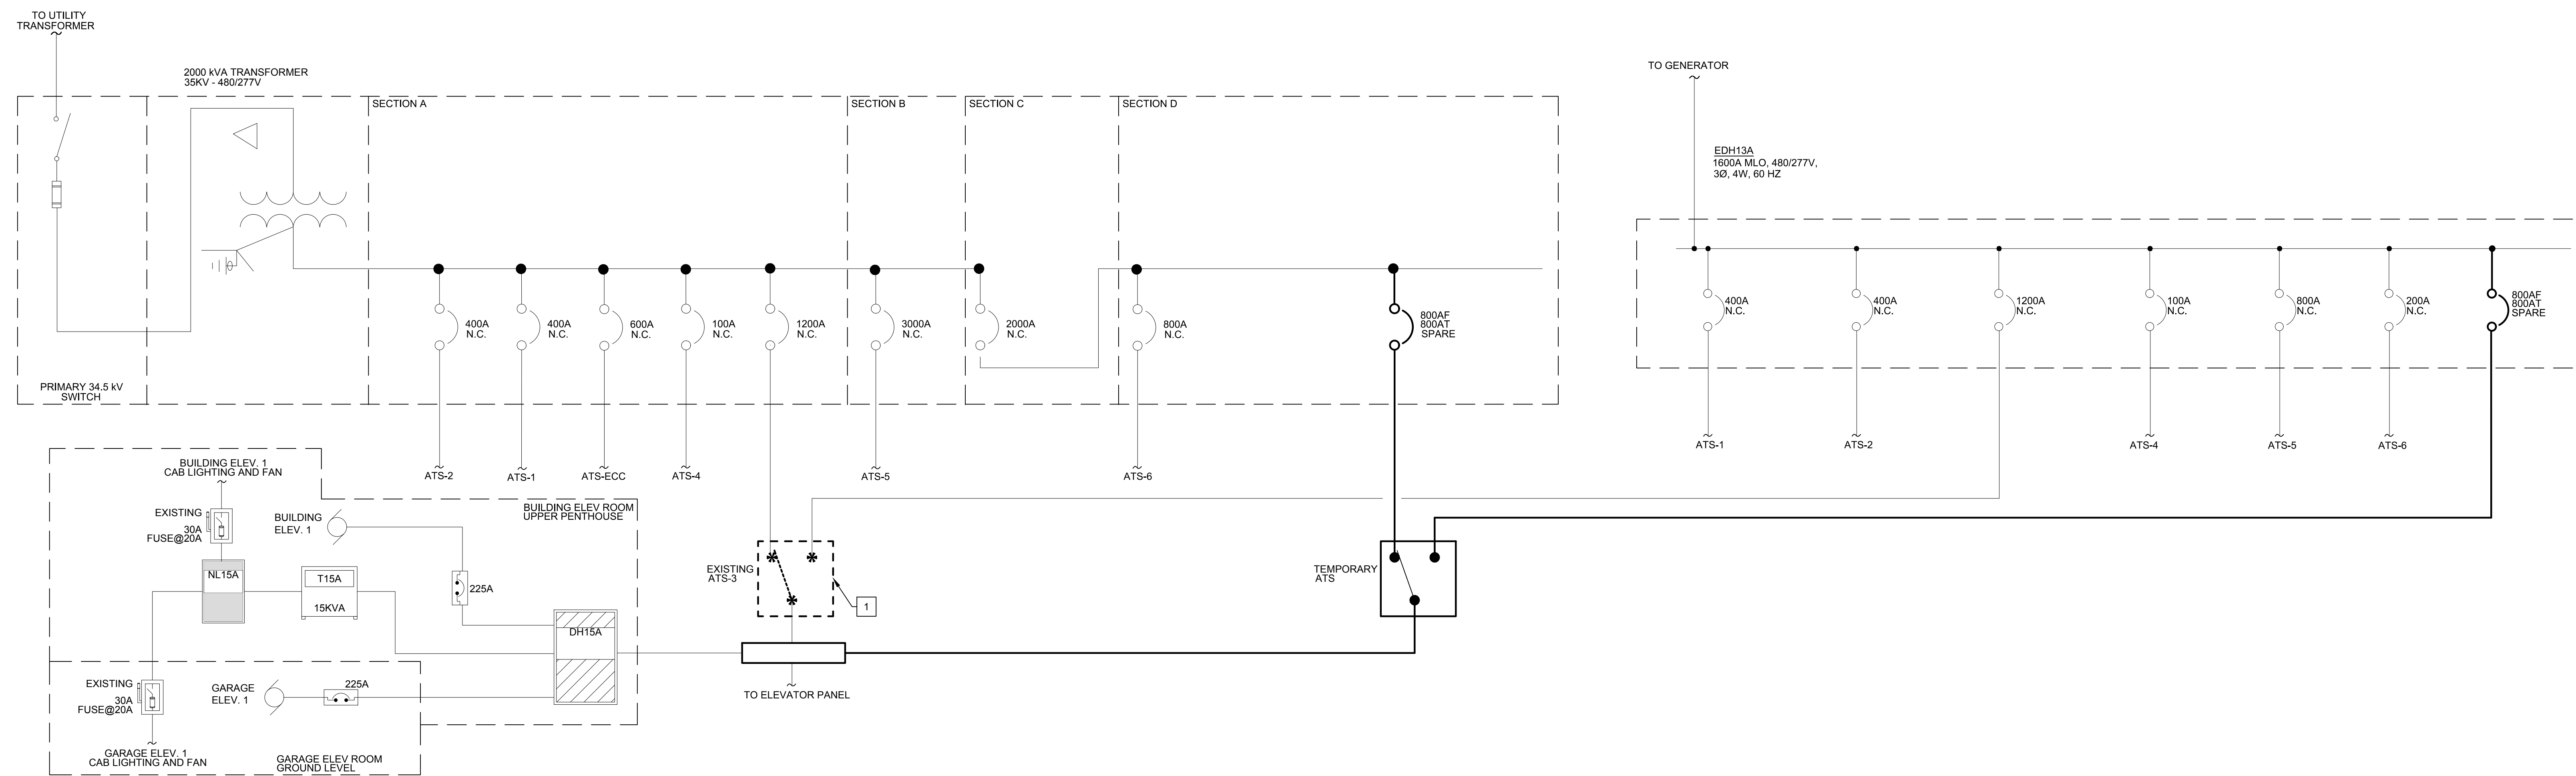 TO UTILITY
TRANSFORMER
2000 kVA TRANSFORMER
35KV - 480/277V
SECTION A
SECTION B
SECTION C
SECTION D
TO GENERATOR
EDH13A
1600A MLO, 480/277V,
3Ø, 4W, 60 HZ
400A
N.C.
400A
N.C.
600A
N.C.
100A
N.C.
1200A
N.C.
3000A
N.C.
2000A
N.C.
800A
N.C.
800AF
800AT
SPARE
400A
N.C.
400A
N.C.
1200A
N.C.
100A
N.C.
800A
N.C.
200A
N.C.
800AF
800AT
SPARE
PRIMARY 34.5 kV
SWITCH
ATS-2
ATS-1
ATS-ECC
ATS-4
ATS-5
ATS-6
ATS-1
ATS-2
ATS-4
ATS-5
ATS-6
BUILDING ELEV. 1
CAB LIGHTING AND FAN
EXISTING
30A
FUSE@20A
BUILDING
ELEV. 1
BUILDING ELEV ROOM
UPPER PENTHOUSE
NL15A
T15A
15KVA
225A
DH15A
EXISTING
ATS-3
1
TEMPORARY
ATS
TO ELEVATOR PANEL
EXISTING
30A
FUSE@20A
GARAGE
ELEV. 1
225A
GARAGE ELEV. 1
CAB LIGHTING AND FAN
GARAGE ELEV ROOM
GROUND LEVEL